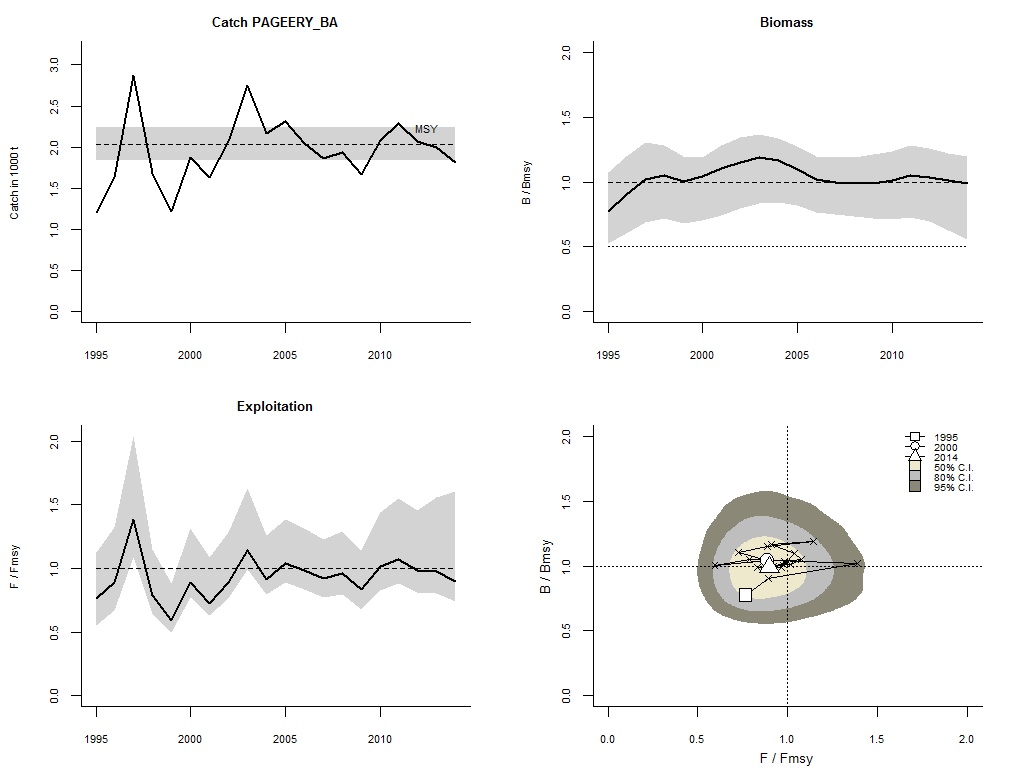 Catch PAGEERY_BA
Catch in 1000 t
3.0
2.5
2.0
1.5
1.0
0.5
0.0
MSY
1995 2000 2005 2010
Biomass
B / Bmsy
2.0
1.5
1.0
0.5
0.0
1995 2000 2005 2010
Exploitation
F / Fmsy
2.0
1.5
1.0
0.5
0.0
1995 2000 2005 2010
B / Bmsy
2.0
1.5
1.0
0.5
0.0
1995
2000
2014
50% C.I.
80% C.I.
95% C.I.
0.0 0.5 1.0 1.5 2.0
F / Fmsy